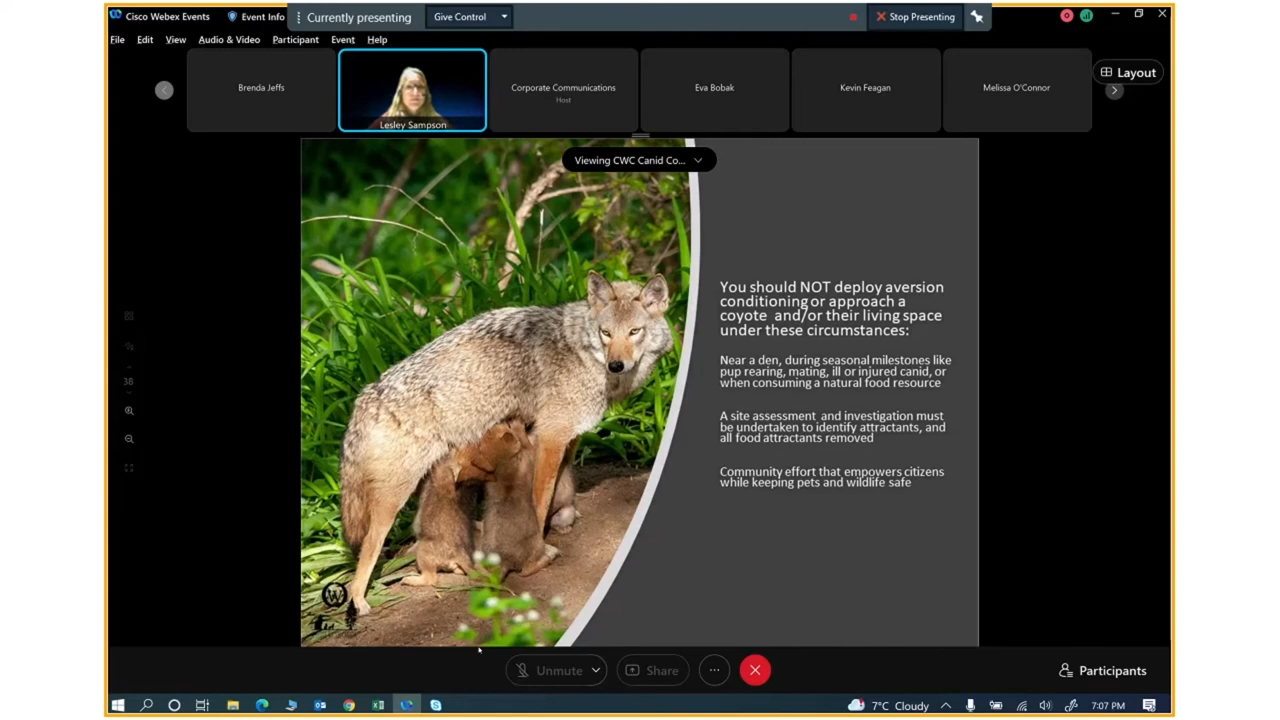 Cisco Webex Events
Event Info
Currently presenting
Give Control
Stop Presenting
File Edit View Audio & Video Participant Event Help
Brenda Jeffs
Lesley Sampson
Corporate Communications
Host
Eva Bobak
Kevin Feagan
Melissa O'Connor
Layout
Viewing CWC Canid Co...
You should NOT deploy aversion
conditioning or approach a
coyote and/or their living space
under these circumstances:
Near a den, during seasonal milestones like
pup rearing, mating, ill or injured canid, or
when consuming a natural food resource
A site assessment and investigation must
be undertaken to identify attractants, and
all food attractants removed
Community effort that empowers citizens
while keeping pets and wildlife safe
38
Unmute
Share
Participants
7°C Cloudy
7:07 PM